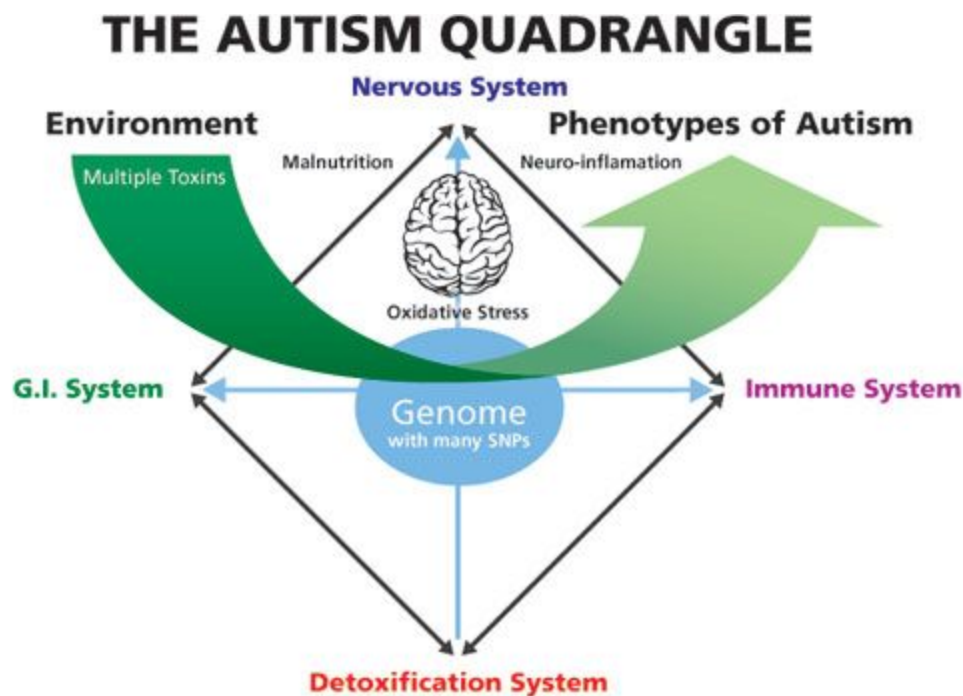 THE AUTISM QUADRANGLE
Nervous System
Environment
Phenotypes of Autism
Malnutrition
Neuro-inflamation
Multiple Toxins
Oxidative Stress
G.I. System
Immune System
Genome
with many SNPs
Detoxification System